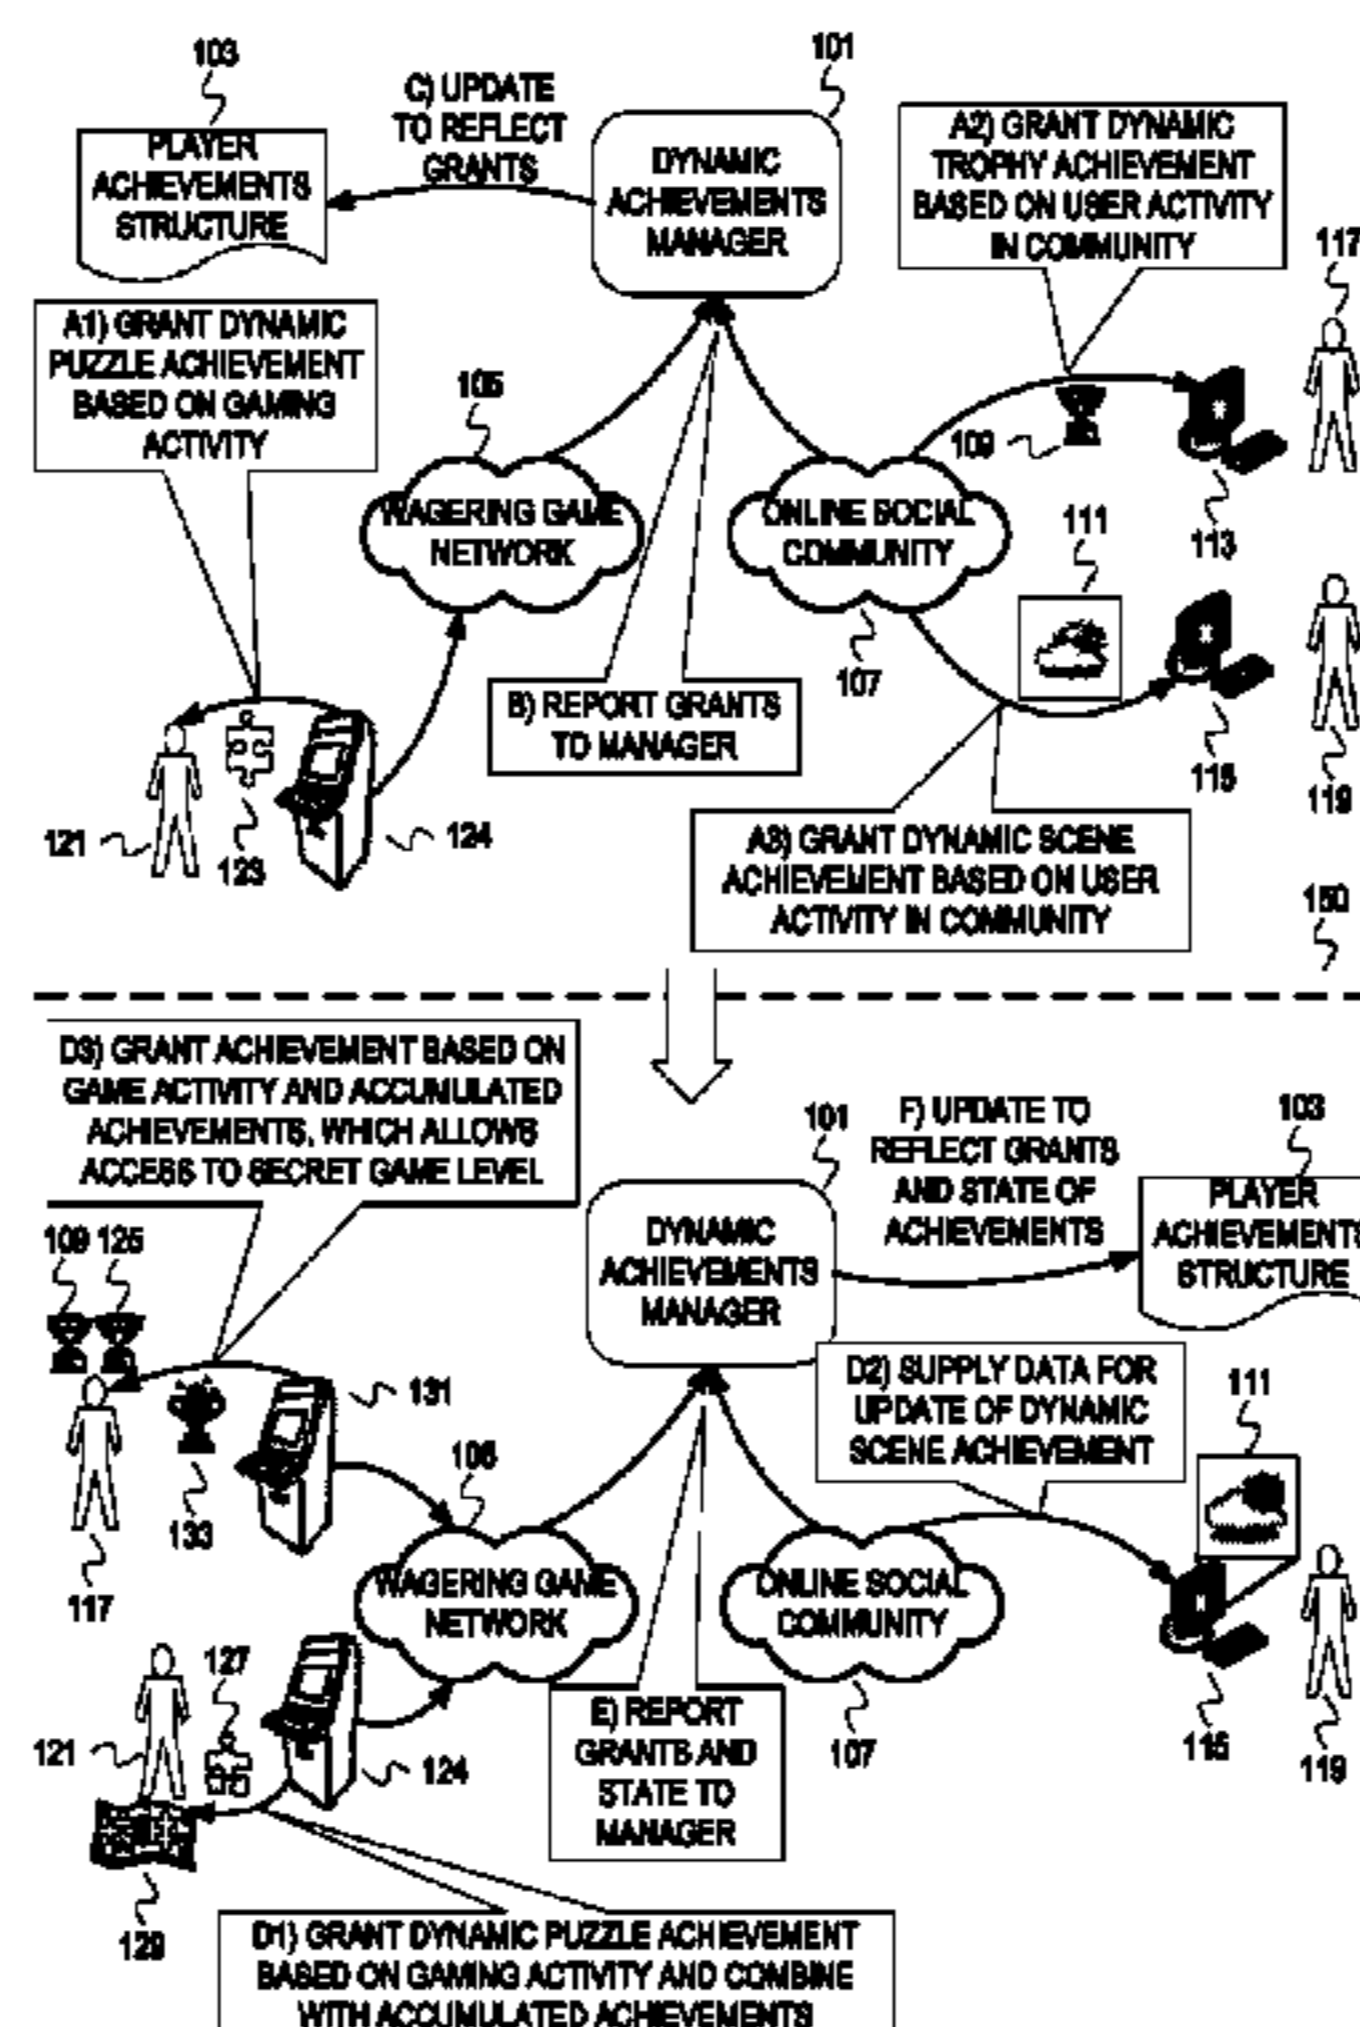 103
101
C) UPDATE
TO REFLECT
GRANTS
PLAYER
ACHIEVEMENTS
STRUCTURE
DYNAMIC
ACHIEVEMENTS
MANAGER
A2) GRANT DYNAMIC
TROPHY ACHIEVEMENT
BASED ON USER ACTIVITY
IN COMMUNITY
117
A1) GRANT DYNAMIC
PUZZLE ACHIEVEMENT
BASED ON GAMING
ACTIVITY
105
109
WAGERING GAME
NETWORK
ONLINE SOCIAL
COMMUNITY
111
113
107
B) REPORT GRANTS
TO MANAGER
115
119
121
123
124
A3) GRANT DYNAMIC SCENE
ACHIEVEMENT BASED ON USER
ACTIVITY IN COMMUNITY
150
D3) GRANT ACHIEVEMENT BASED ON
GAME ACTIVITY AND ACCUMULATED
ACHIEVEMENTS, WHICH ALLOWS
ACCESS TO SECRET GAME LEVEL
101
F) UPDATE TO
REFLECT GRANTS
AND STATE OF
ACHIEVEMENTS
103
PLAYER
ACHIEVEMENTS
STRUCTURE
109 125
DYNAMIC
ACHIEVEMENTS
MANAGER
D2) SUPPLY DATA FOR
UPDATE OF DYNAMIC
SCENE ACHIEVEMENT
111
131
105
133
117
WAGERING GAME
NETWORK
ONLINE SOCIAL
COMMUNITY
127
121
124
E) REPORT
GRANTS AND
STATE TO
MANAGER
107
115
119
129
D1) GRANT DYNAMIC PUZZLE ACHIEVEMENT
BASED ON GAMING ACTIVITY AND COMBINE
WITH ACCUMULATED ACHIEVEMENTS